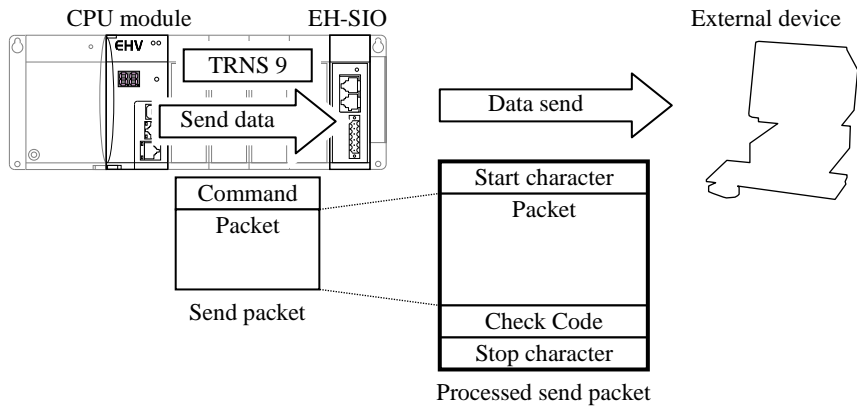 CPU module
EH-SIO
External device
EHV
TRNS 9
Send data
Data send
Command
Packet
Send packet
Start character
Packet
Check Code
Stop character
Processed send packet